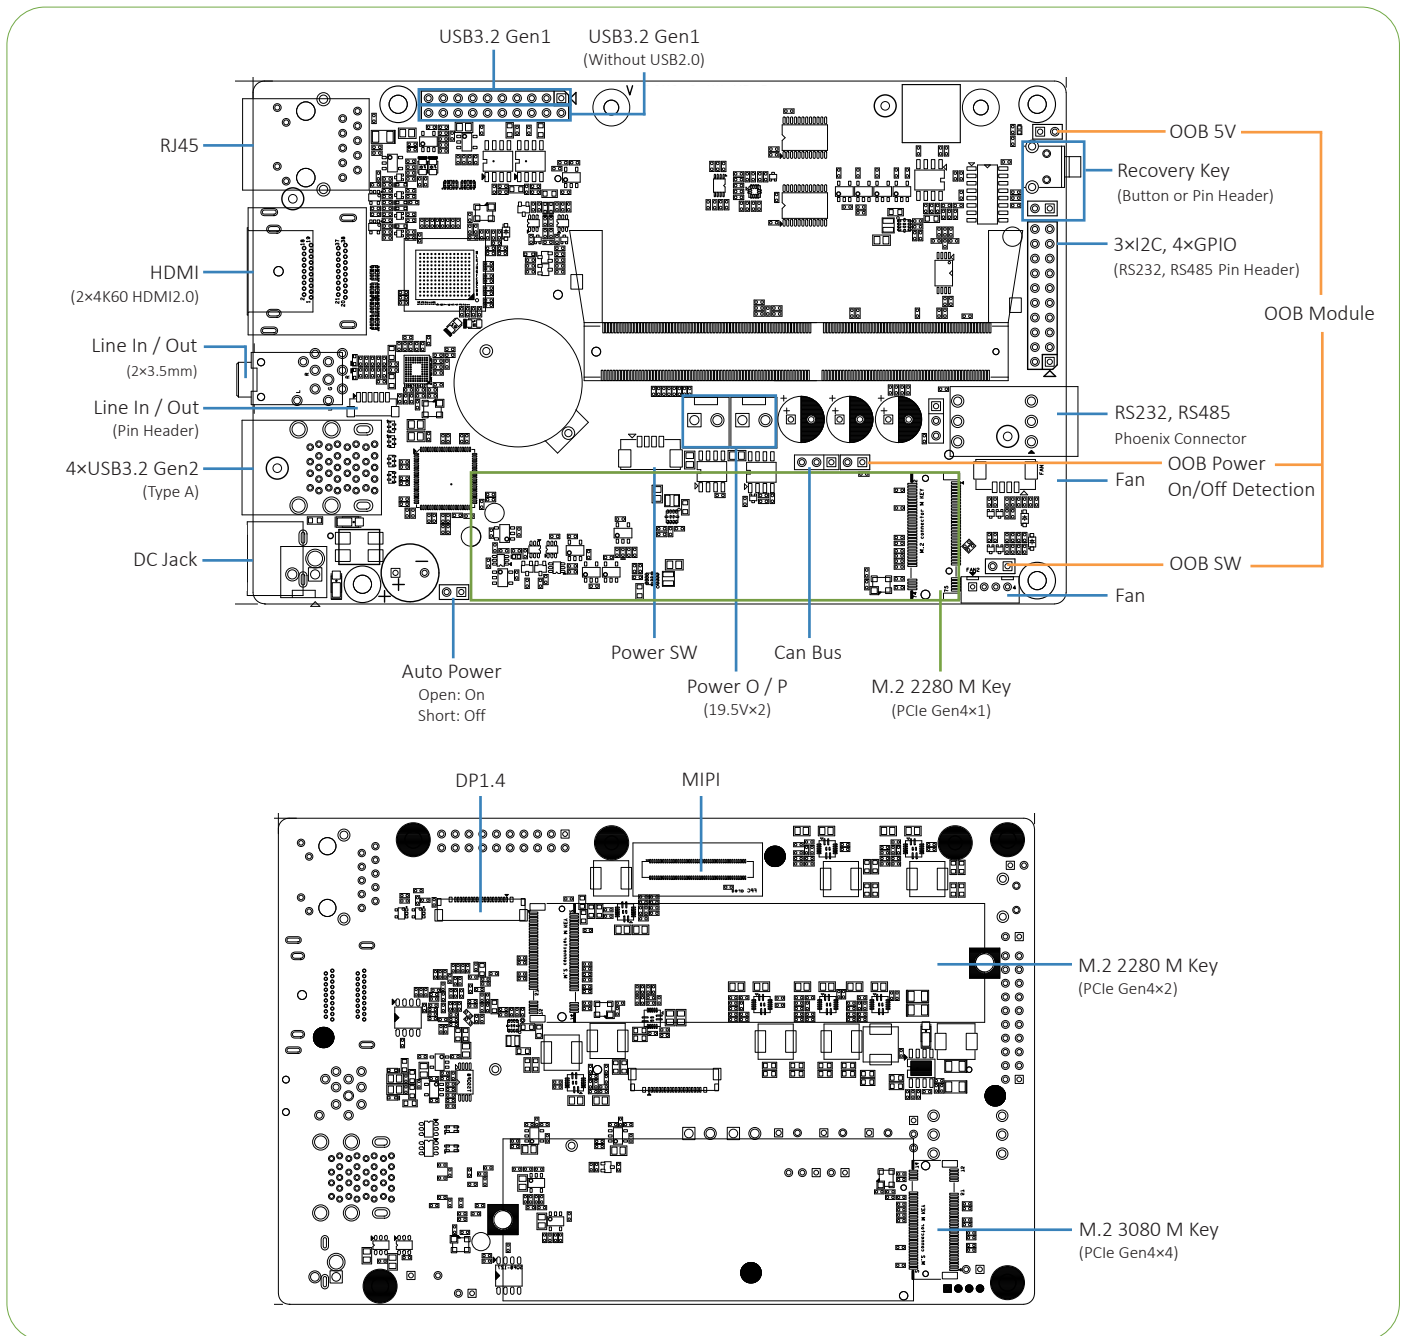 USB3.2 Gen1
USB3.2 Gen1
(Without USB2.0)
RJ45
OOB 5V
Recovery Key
(Button or Pin Header)
HDMI
(2×4K60 HDMI2.0)
3×I2C, 4×GPIO
(RS232, RS485 Pin Header)
OOB Module
Line In / Out
(2×3.5mm)
Line In / Out
(Pin Header)
RS232, RS485
Phoenix Connector
4×USB3.2 Gen2
(Type A)
OOB Power
On/Off Detection
Fan
FAN
M.2 connector M KEY
DC Jack
OOB SW
FAN2
Fan
Auto Power
Open: On
Short: Off
Power SW
Power O / P
(19.5V×2)
Can Bus
M.2 2280 M Key
(PCIe Gen4×1)
DP1.4
MIPI
M.2 2280 M Key
(PCIe Gen4×2)
M.2 3080 M Key
(PCIe Gen4×4)